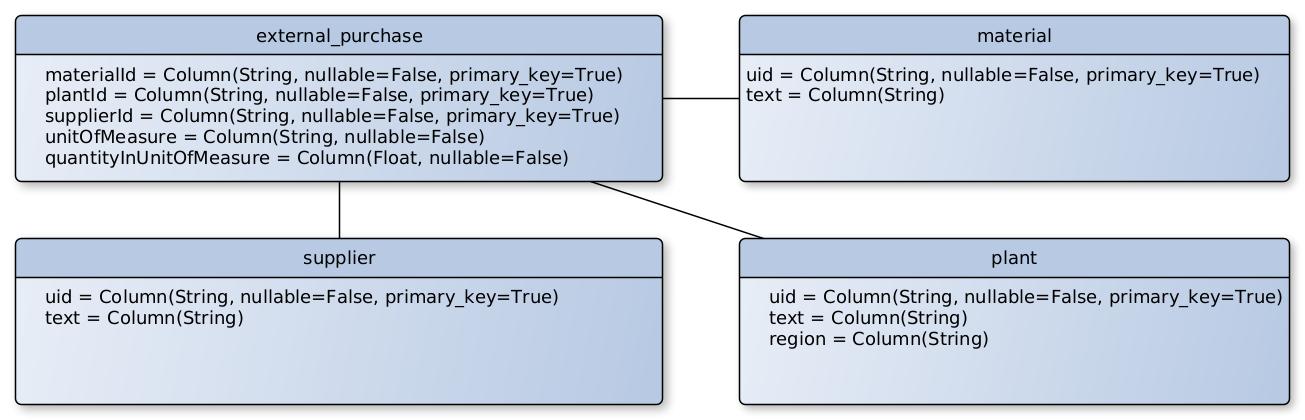 external_purchase
materialId = Column(String, nullable=False, primary_key=True)
plantId = Column(String, nullable=False, primary_key=True)
supplierId = Column(String, nullable=False, primary_key=True)
unitOfMeasure = Column(String, nullable=False)
quantityInUnitOfMeasure = Column(Float, nullable=False)
material
uid = Column(String, nullable=False, primary_key=True)
text = Column(String)
supplier
uid = Column(String, nullable=False, primary_key=True)
text = Column(String)
plant
uid = Column(String, nullable=False, primary_key=True)
text = Column(String)
region = Column(String)